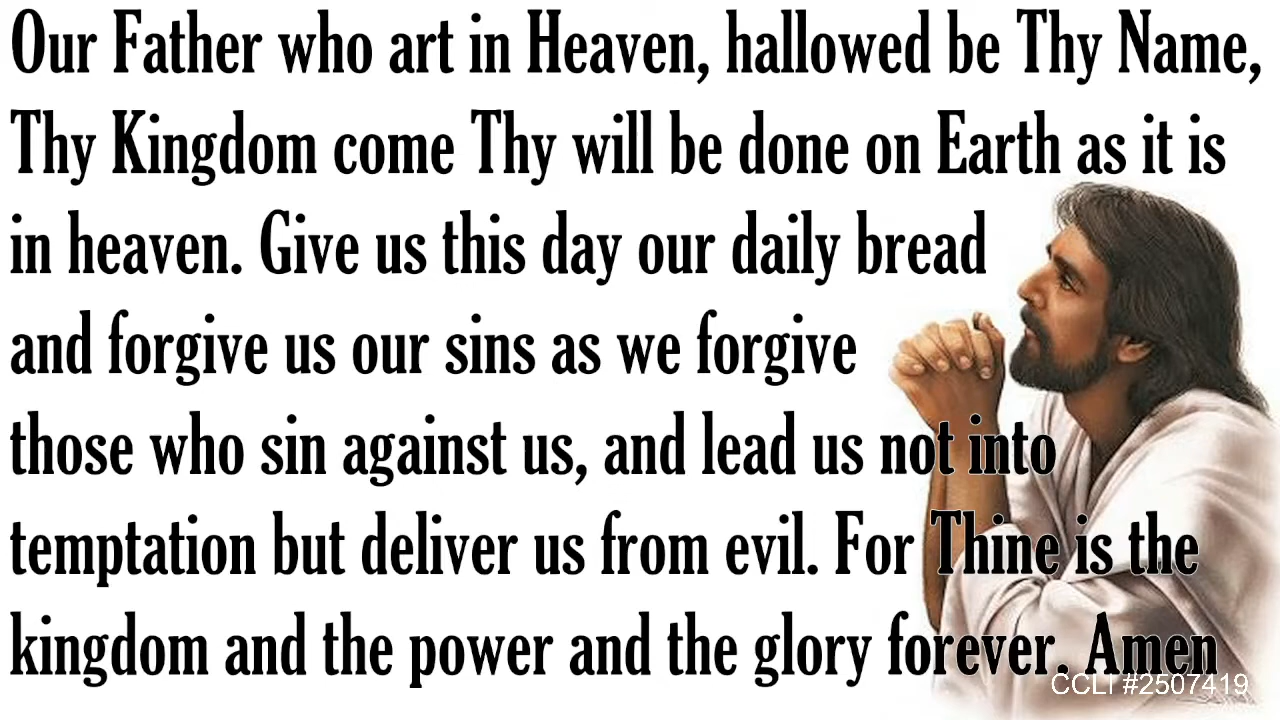 Our Father who art in Heaven, hallowed be Thy Name,
Thy Kingdom come Thy will be done on Earth as it is
in heaven. Give us this day our daily bread
and forgive us our sins as we forgive
those who sin against us, and lead us not into
temptation but deliver us from evil. For Thine is the
kingdom and the power and the glory forever. Amen
CCLI #2507419